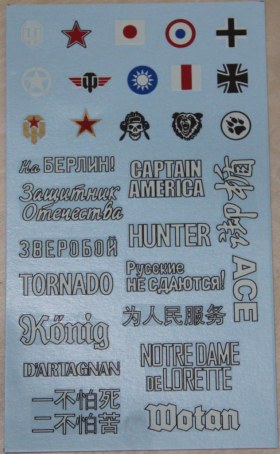 На БЕРЛИН!
CAPTAIN
AMERICA
Защитник
Отечества
HUNTER
ЗВЕРОБОЙ
Русские
НЕ СДАЮТСЯ!
TORNADO
ACE
为人民服务
König
NOTRE DAME
DE LORETTE
D'ARTAGNAN
一不怕死
二不怕苦
Wotan